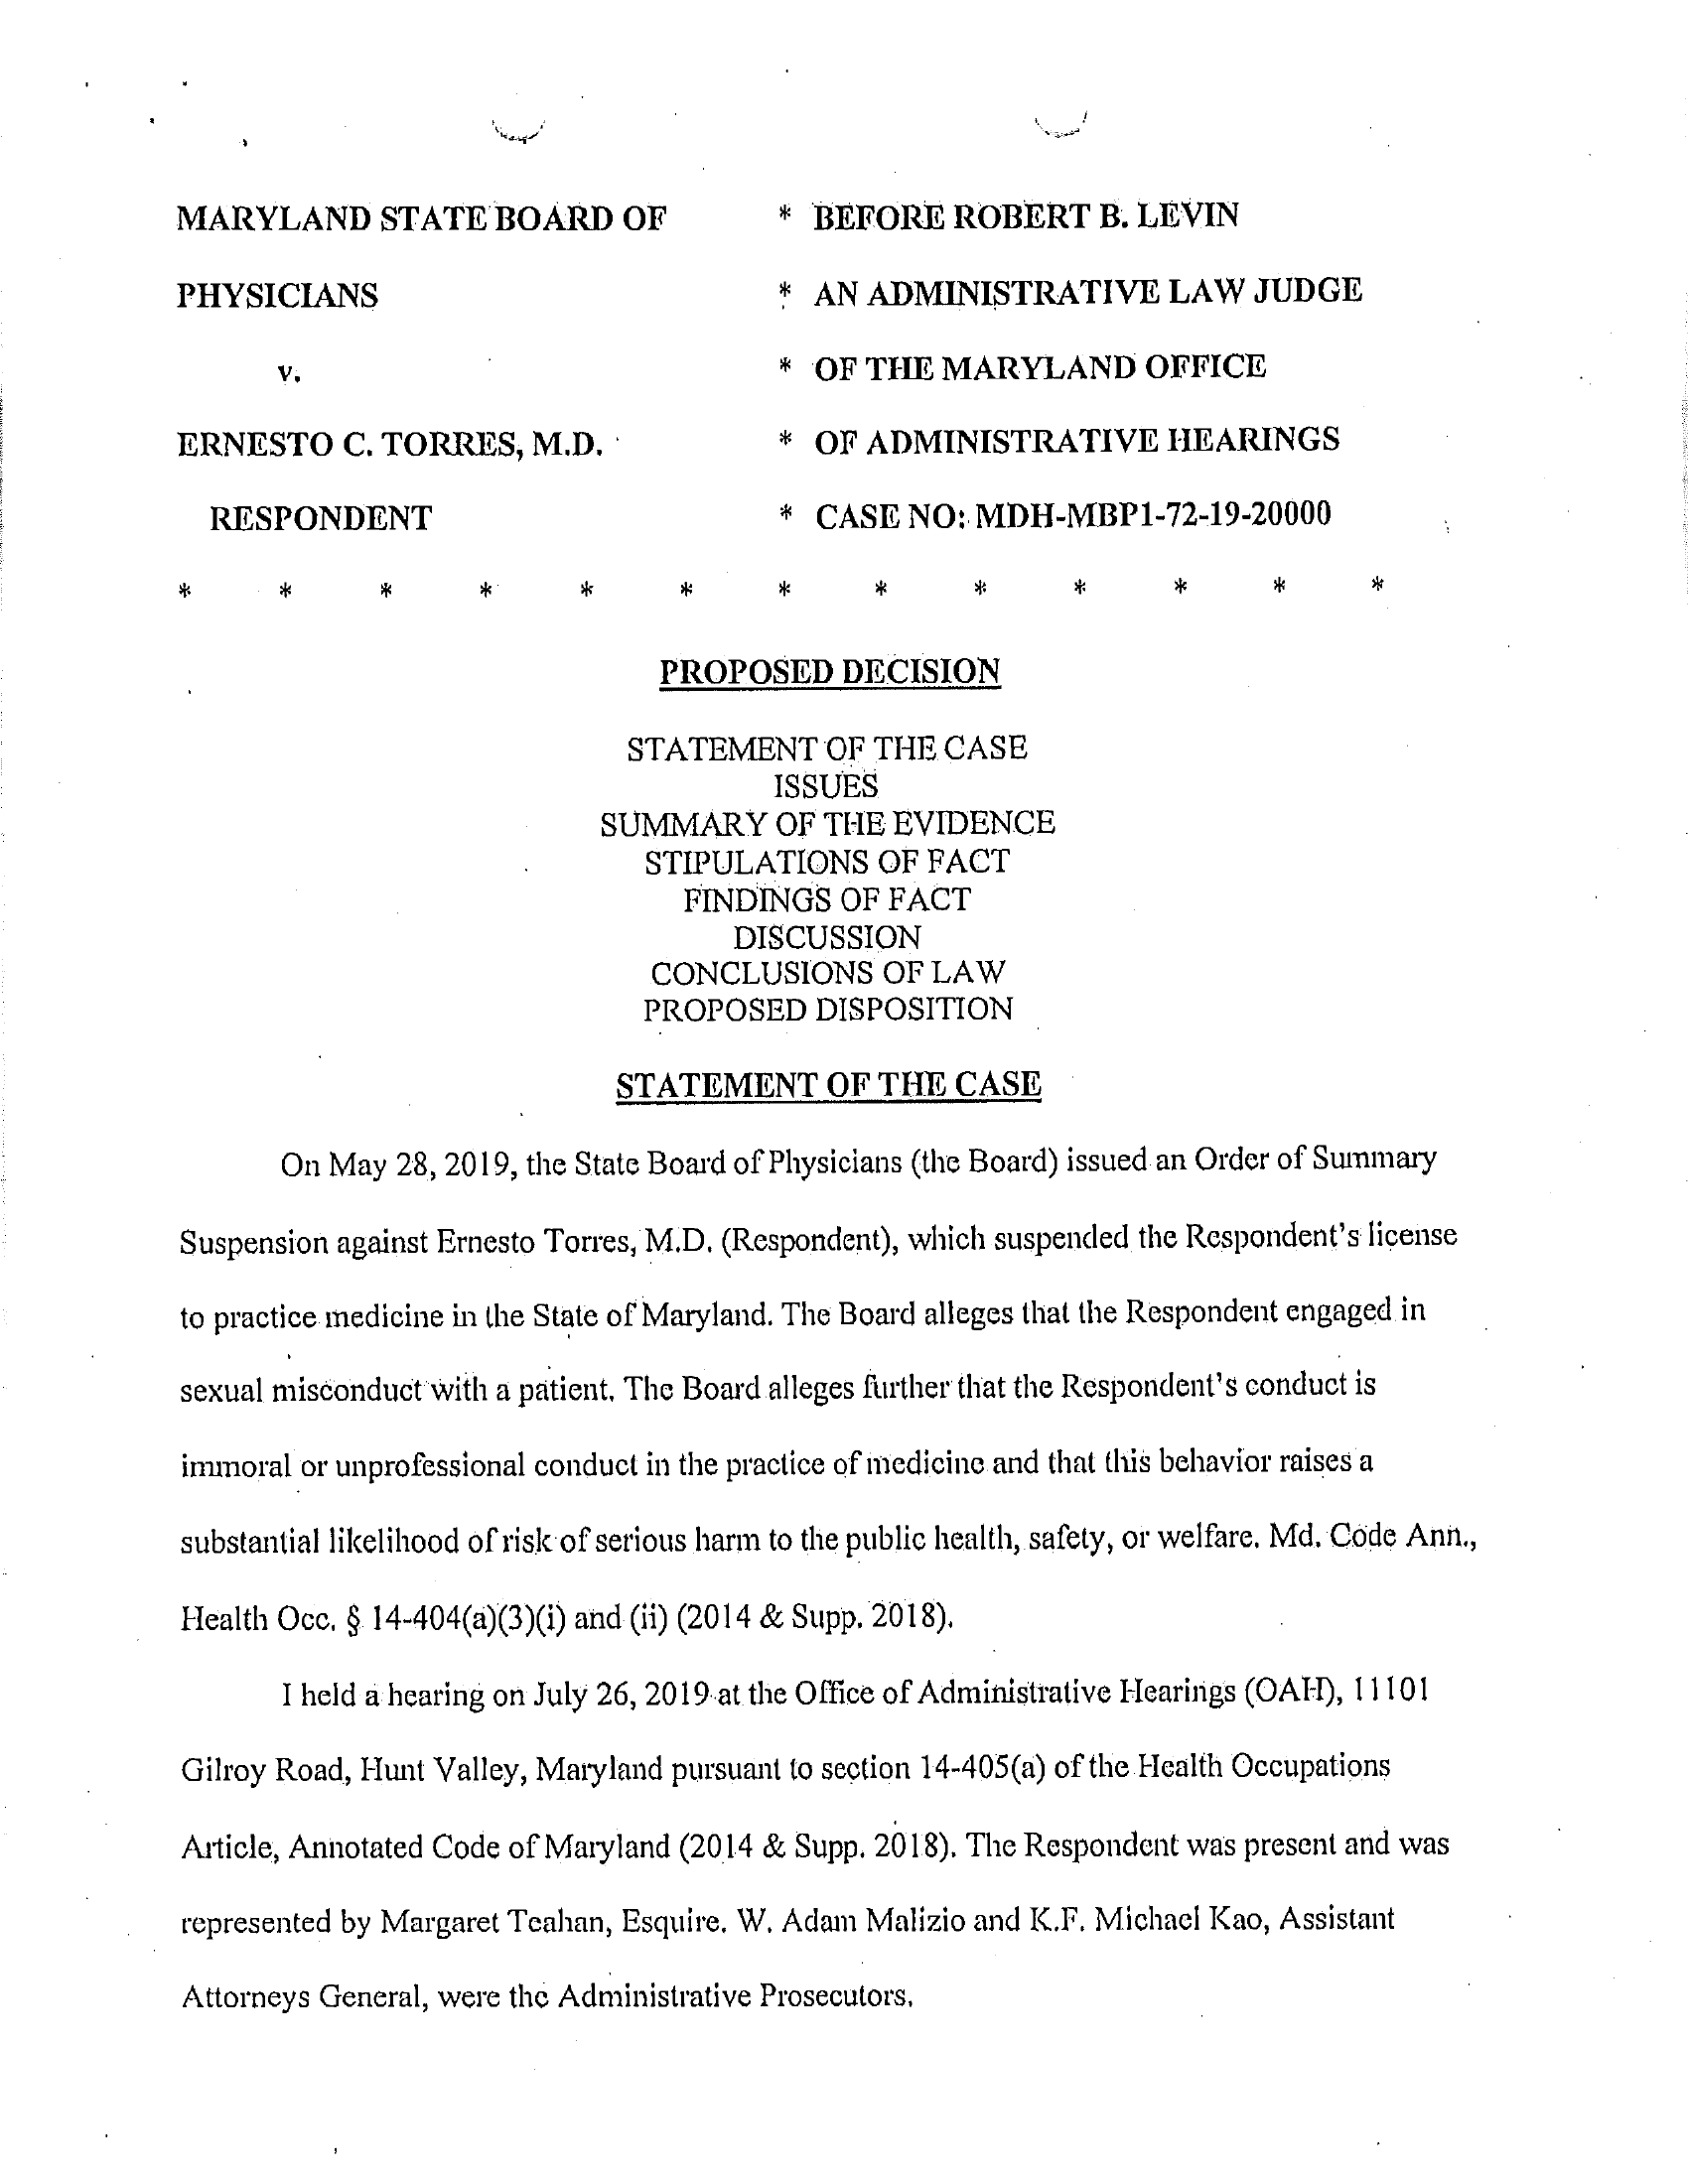 MARYLAND STATE BOARD OF * BEFORE ROBERT B. LEVIN
PHYSICIANS * AN ADMINISTRATIVE LAW JUDGE
v. * OF THE MARYLAND OFFICE
ERNESTO C. TORRES, M.D. * OF ADMINISTRATIVE HEARINGS
RESPONDENT * CASE NO: MDH-MBP1-72-19-20000
* * * * * * * * * * * * *
PROPOSED DECISION
STATEMENT OF THE CASE
ISSUES
SUMMARY OF THE EVIDENCE
STIPULATIONS OF FACT
FINDINGS OF FACT
DISCUSSION
CONCLUSIONS OF LAW
PROPOSED DISPOSITION
STATEMENT OF THE CASE
On May 28, 2019, the State Board of Physicians (the Board) issued an Order of Summary
Suspension against Ernesto Torres, M.D. (Respondent), which suspended the Respondent's license
to practice medicine in the State of Maryland. The Board alleges that the Respondent engaged in
sexual misconduct with a patient. The Board alleges further that the Respondent's conduct is
immoral or unprofessional conduct in the practice of medicine and that this behavior raises a
substantial likelihood of risk of serious harm to the public health, safety, or welfare. Md. Code Ann.,
Health Occ. § 14-404(a)(3)(i) and (ii) (2014 & Supp. 2018).
I held a hearing on July 26, 2019 at the Office of Administrative Hearings (OAH), 11101
Gilroy Road, Hunt Valley, Maryland pursuant to section 14-405(a) of the Health Occupations
Article, Annotated Code of Maryland (2014 & Supp. 2018). The Respondent was present and was
represented by Margaret Teahan, Esquire. W. Adam Malizio and K.F. Michael Kao, Assistant
Attorneys General, were the Administrative Prosecutors.